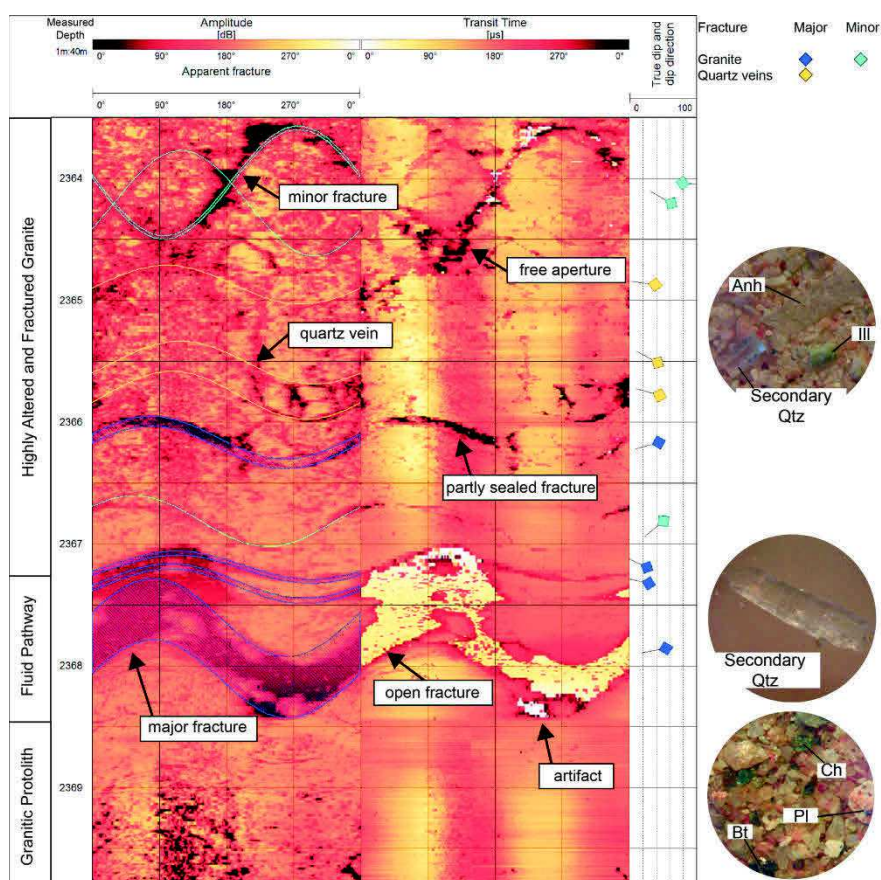 Measured
Depth
1m:40m
Amplitude
[dB]
0° 90° 180° 270° 0°
Transit Time
[µs]
0° 90° 180° 270° 0°
Apparent fracture
0° 90° 180° 270° 0°
True dip and
dip direction
0 100
Fracture Major Minor
Granite
Quartz veins
Highly Altered and Fractured Granite
Fluid Pathway
Granitic Protolith
2364
2365
2366
2367
2368
2369
minor fracture
free aperture
quartz vein
partly sealed fracture
open fracture
major fracture
artifact
Anh
Ill
Secondary
Qtz
Secondary
Qtz
Ch
Pl
Bt